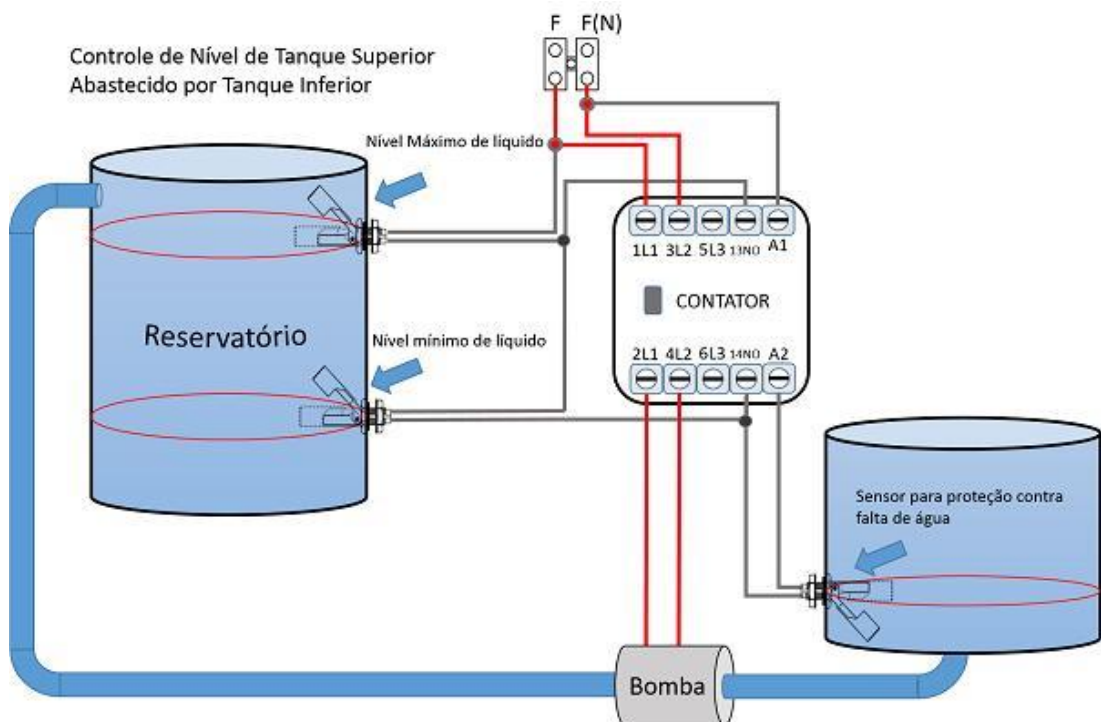 F F(N)
Controle de Nível de Tanque Superior
Abastecido por Tanque Inferior
Nível Máximo de líquido
1L1 3L2 5L3 13NO A1
CONTATOR
Reservatório
Nível mínimo de líquido
2L1 4L2 6L3 14NO A2
Sensor para proteção contra
falta de água
Bomba